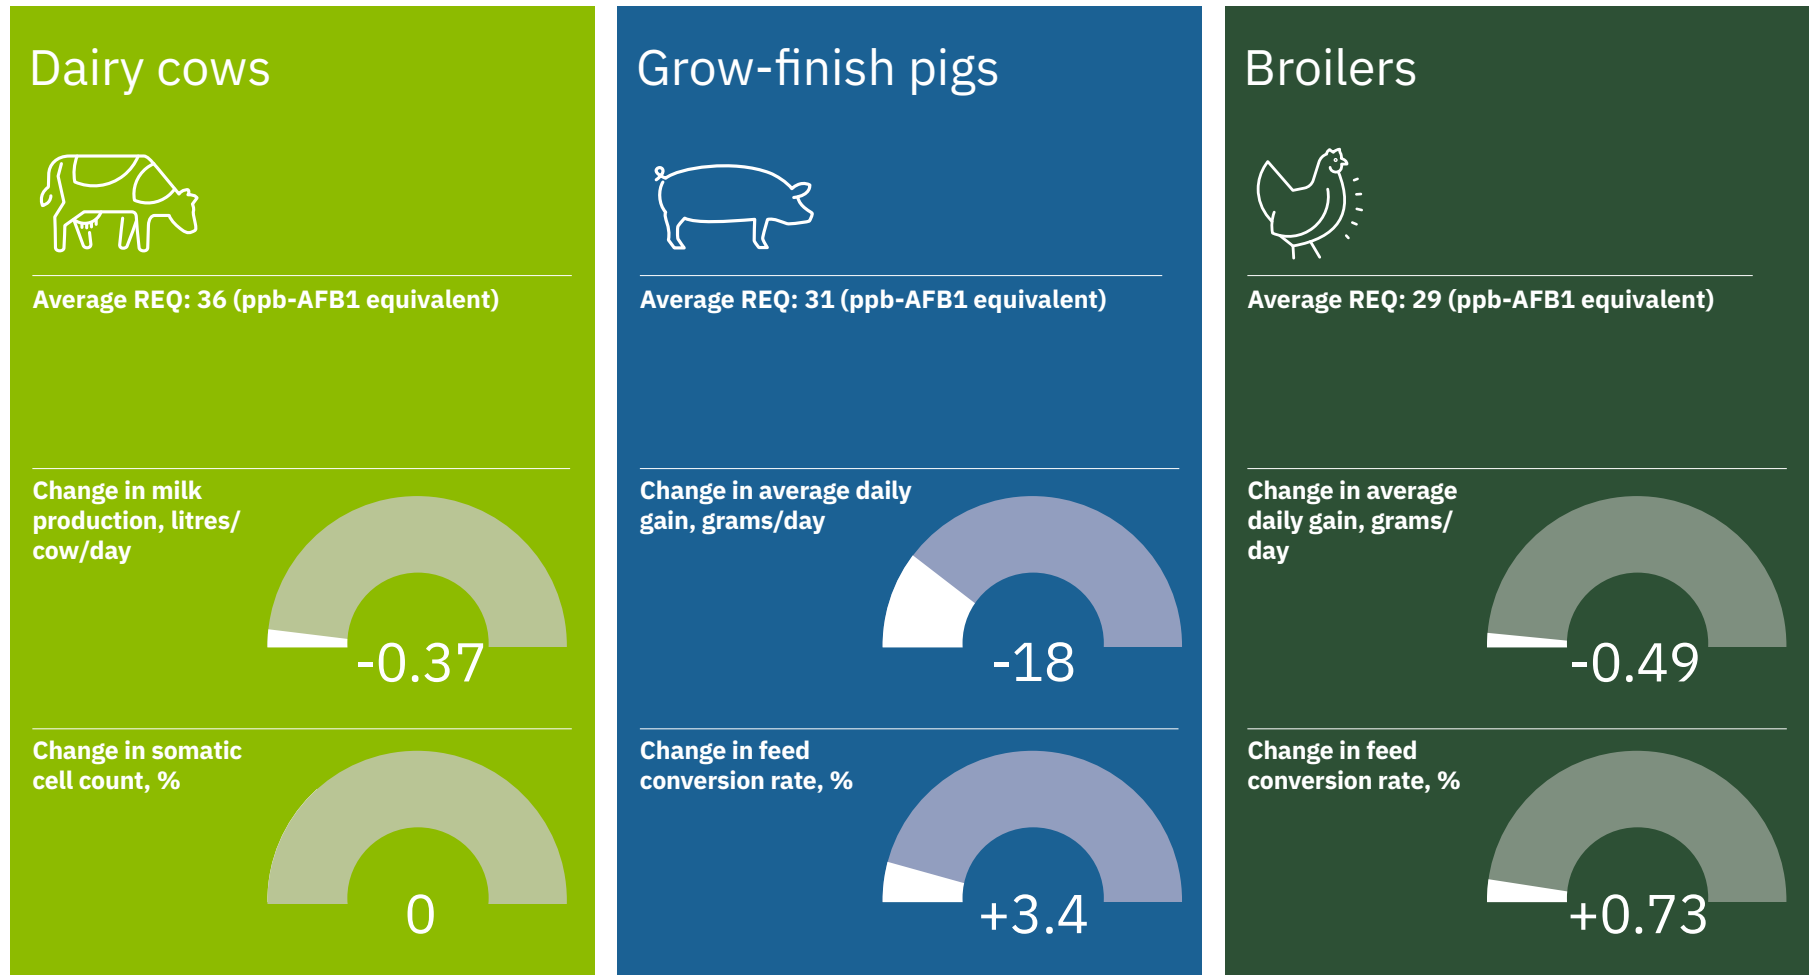 Dairy cows
Average REQ: 36 (ppb-AFB1 equivalent)
Change in milk
production, litres/
cow/day
-0.37
Change in somatic
cell count, %
0
Grow-finish pigs
Average REQ: 31 (ppb-AFB1 equivalent)
Change in average daily
gain, grams/day
-18
Change in feed
conversion rate, %
+3.4
Broilers
Average REQ: 29 (ppb-AFB1 equivalent)
Change in average
daily gain, grams/
day
-0.49
Change in feed
conversion rate, %
+0.73